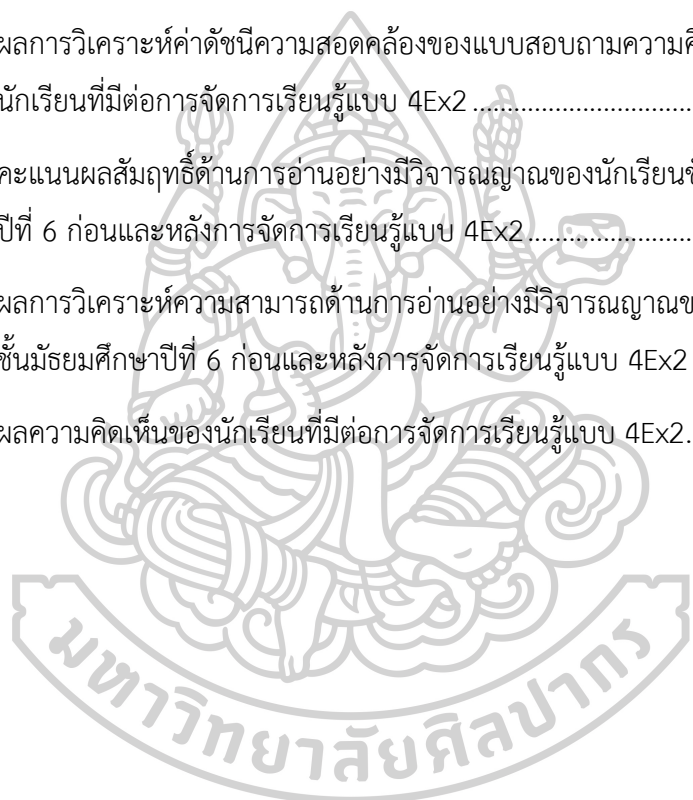 ผลการวิเคราะห์ค่าดัชนีความสอดคล้องของแบบสอบถามความคิ
นักเรียนที่มีต่อการจัดการเรียนรู้แบบ 4Ex2 ................................
คะแนนผลสัมฤทธิ์ด้านการอ่านอย่างมีวิจารณญาณของนักเรียนชั
ปีที่ 6 ก่อนและหลังการจัดการเรียนรู้แบบ 4Ex2 ........................
ผลการวิเคราะห์ความสามารถด้านการอ่านอย่างมีวิจารณญาณข
ชั้นมัธยมศึกษาปีที่ 6 ก่อนและหลังการจัดการเรียนรู้แบบ 4Ex2
ผลความคิดเห็นของนักเรียนที่มีต่อการจัดการเรียนรู้แบบ 4Ex2.
มหาวิทยาลัยศิลปากร